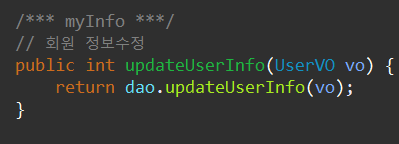 /*** myInfo ***/
// 회원 정보수정
public int updateUserInfo(UserVO vo) {
return dao.updateUserInfo(vo);
}